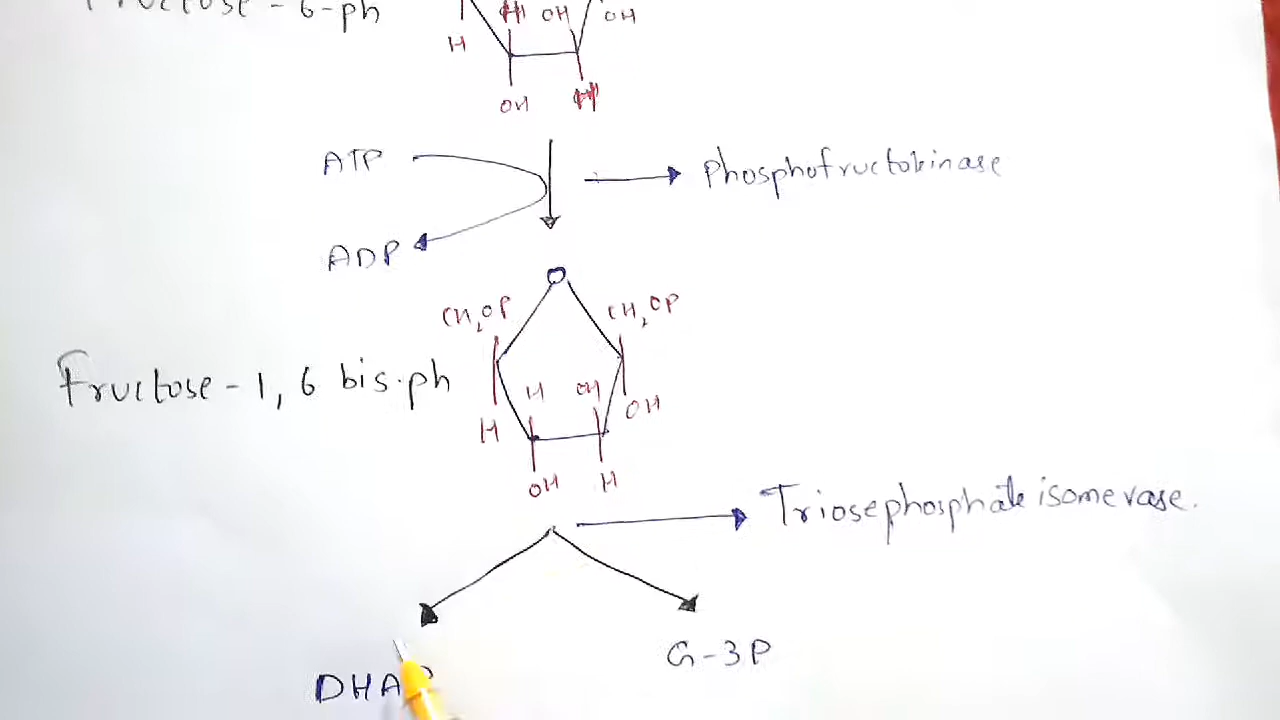 Fructose - 6-ph
H OH OH
H
OH H
ATP
Phosphofructokinase
ADP
O
CH₂OP CH₂OP
Fructose - 1, 6 bis.ph
H OH
OH
H
OH H
Triosephosphate isomerase.
G-3P
DHA